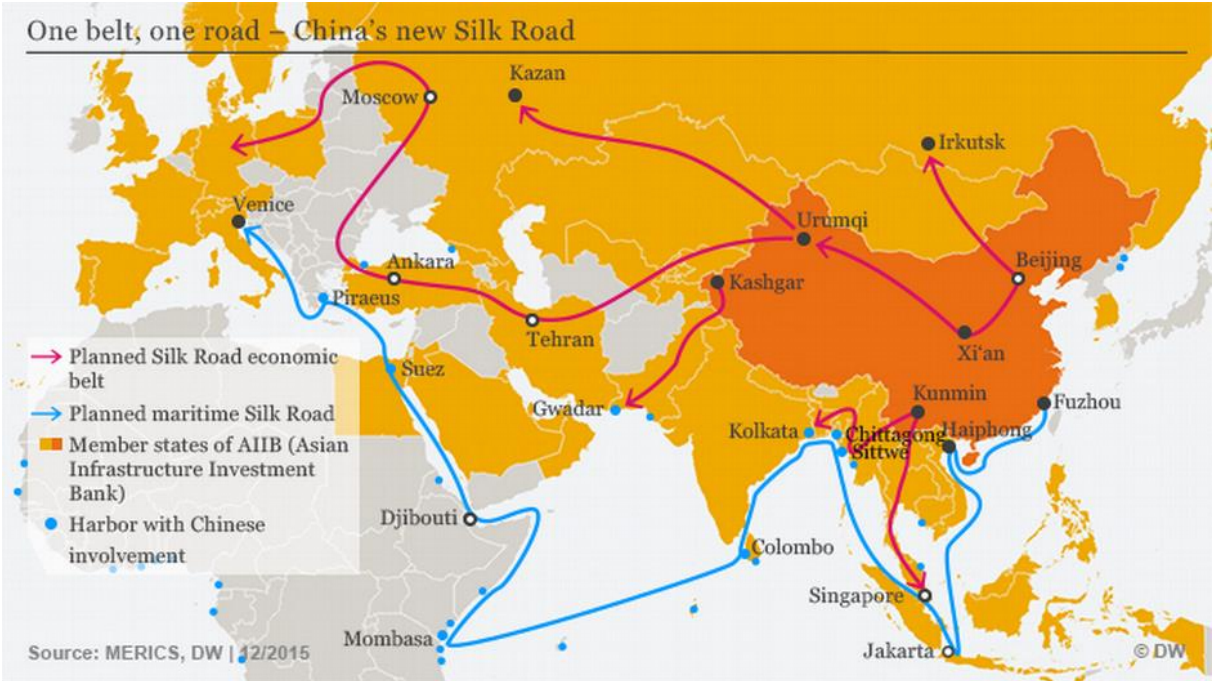 One belt, one road – China's new Silk Road
Kazan
Moscow
Irkutsk
Venice
Urumqi
Ankara
Beijing
Kashgar
Piraeus
Tehran
Xi‘an
Planned Silk Road economic
belt
Suez
Kunmin
Fuzhou
Gwadar
Planned maritime Silk Road
Kolkata
Chittagong
Haiphong
Sittwe
Member states of AIIB (Asian
Infrastructure Investment
Bank)
Harbor with Chinese
involvement
Djibouti
Colombo
Singapore
Mombasa
Jakarta
Source: MERICS, DW | 12/2015
© DW